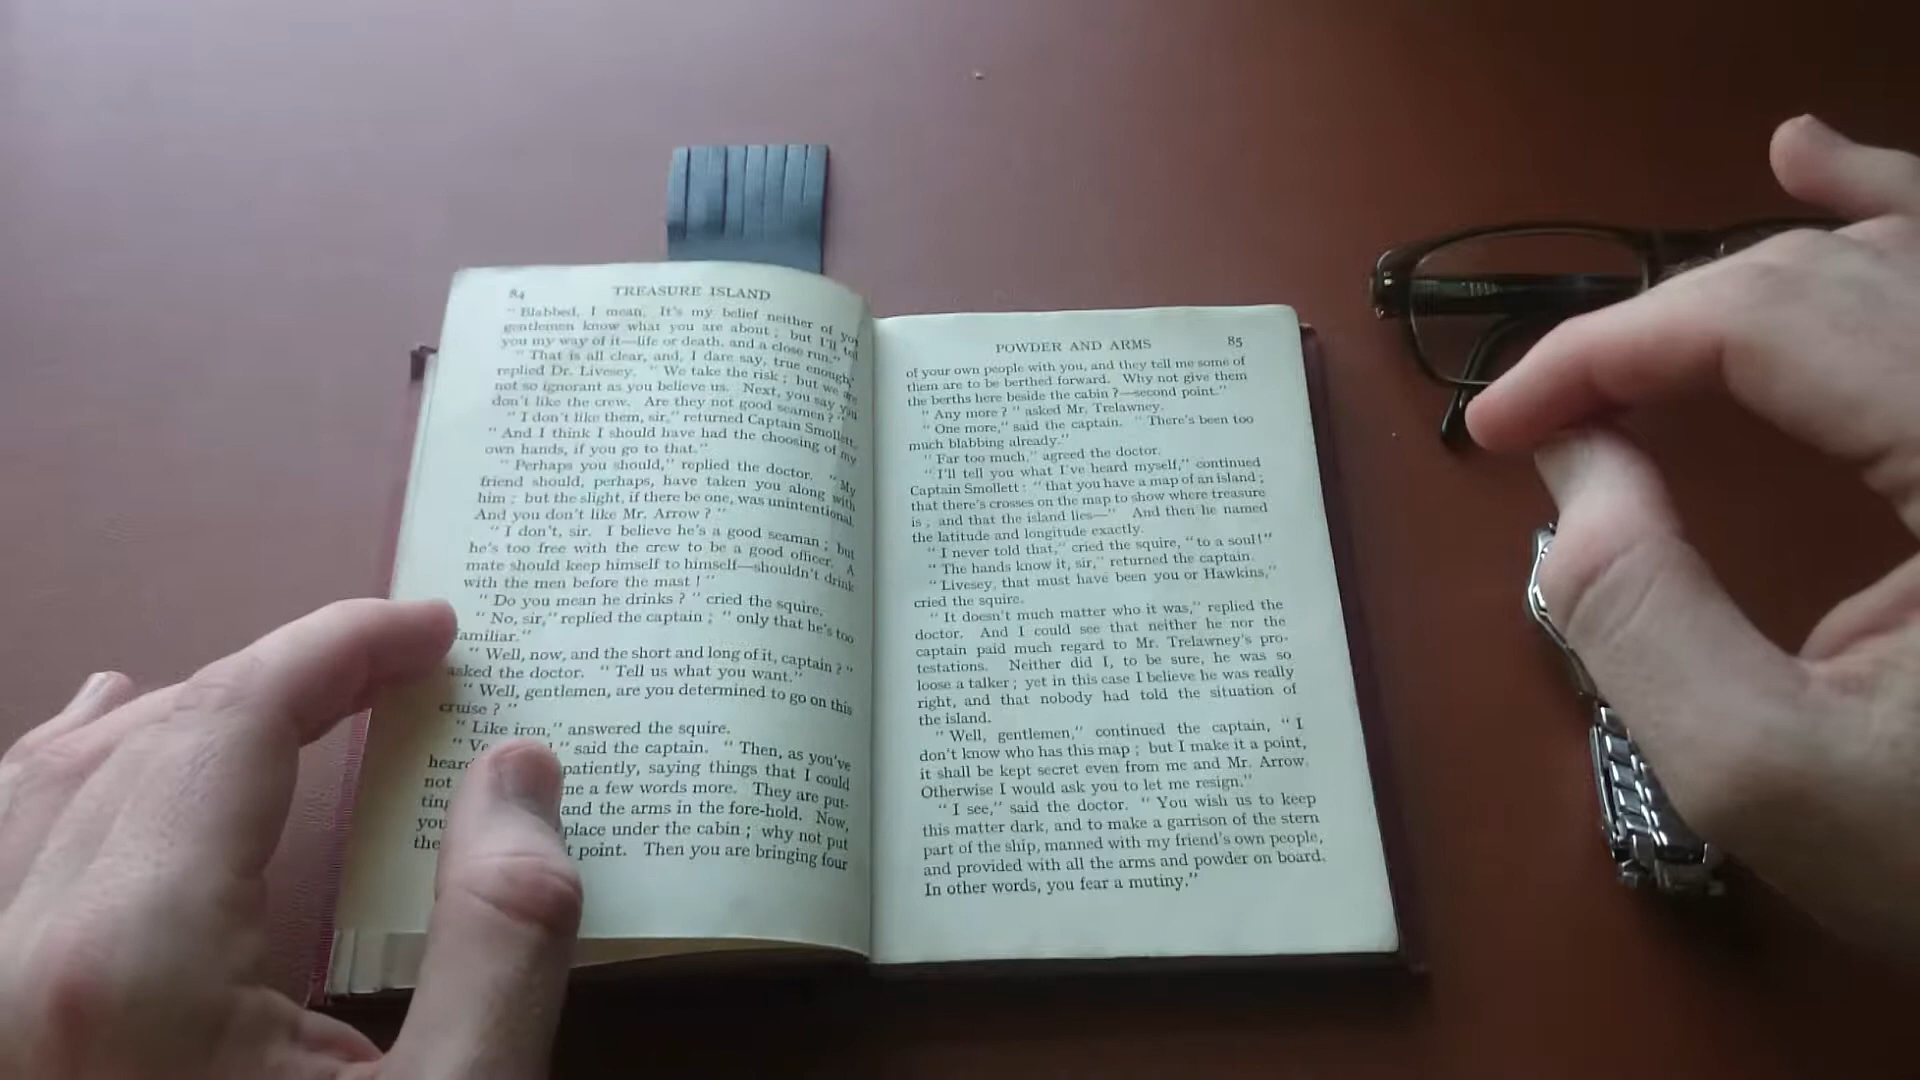 84 TREASURE ISLAND
“ Blabbed, I mean. It's my belief neither of you
gentlemen know what you are about ; but I'll tell
you my way of it—life or death, and a close run.”
“ That is all clear, and, I dare say, true enough,”
replied Dr. Livesey. “ We take the risk ; but we are
not so ignorant as you believe us. Next, you say you
don't like the crew. Are they not good seamen ? ”
“ I don't like them, sir,” returned Captain Smollett.
“ And I think I should have had the choosing of my
own hands, if you go to that.”
“ Perhaps you should,” replied the doctor. “ My
friend should, perhaps, have taken you along with
him ; but the slight, if there be one, was unintentional.
And you don't like Mr. Arrow ? ”
“ I don't, sir. I believe he's a good seaman ; but
he's too free with the crew to be a good officer. A
mate should keep himself to himself—shouldn't drink
with the men before the mast ! ”
“ Do you mean he drinks ? ” cried the squire.
“ No, sir,” replied the captain ; “ only that he's too
familiar.”
“ Well, now, and the short and long of it, captain ? ”
asked the doctor. “ Tell us what you want.”
“ Well, gentlemen, are you determined to go on this
cruise ? ”
“ Like iron,” answered the squire.
“ said the captain. “ Then, as you've
heard patiently, saying things that I could
not me a few words more. They are put-
ting and the arms in the fore-hold. Now,
you place under the cabin ; why not put
the point. Then you are bringing four
POWDER AND ARMS 85
of your own people with you, and they tell me some of
them are to be berthed forward. Why not give them
the berths here beside the cabin ?—second point.”
“ Any more ? ” asked Mr. Trelawney.
“ One more,” said the captain. “ There's been too
much blabbing already.”
“ Far too much,” agreed the doctor.
“ I'll tell you what I've heard myself,” continued
Captain Smollett : “ that you have a map of an island ;
that there's crosses on the map to show where treasure
is ; and that the island lies—” And then he named
the latitude and longitude exactly.
“ I never told that,” cried the squire, “ to a soul!”
“ The hands know it, sir,” returned the captain.
“ Livesey, that must have been you or Hawkins,”
cried the squire.
“ It doesn't much matter who it was,” replied the
doctor. And I could see that neither he nor the
captain paid much regard to Mr. Trelawney's pro-
testations. Neither did I, to be sure, he was so
loose a talker ; yet in this case I believe he was really
right, and that nobody had told the situation of
the island.
“ Well, gentlemen,” continued the captain, “ I
don't know who has this map ; but I make it a point,
it shall be kept secret even from me and Mr. Arrow.
Otherwise I would ask you to let me resign.”
“ I see,” said the doctor. “ You wish us to keep
this matter dark, and to make a garrison of the stern
part of the ship, manned with my friend's own people,
and provided with all the arms and powder on board.
In other words, you fear a mutiny.”